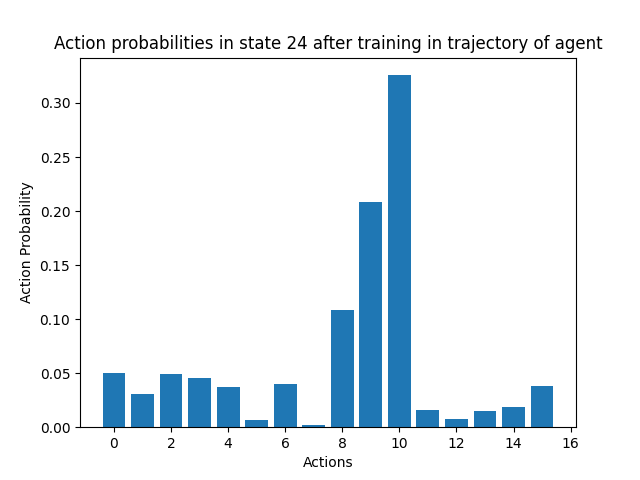 Action probabilities in state 24 after training in trajectory of agent
Action Probability
0.30
0.25
0.20
0.15
0.10
0.05
0.00
0 2 4 6 8 10 12 14 16
Actions